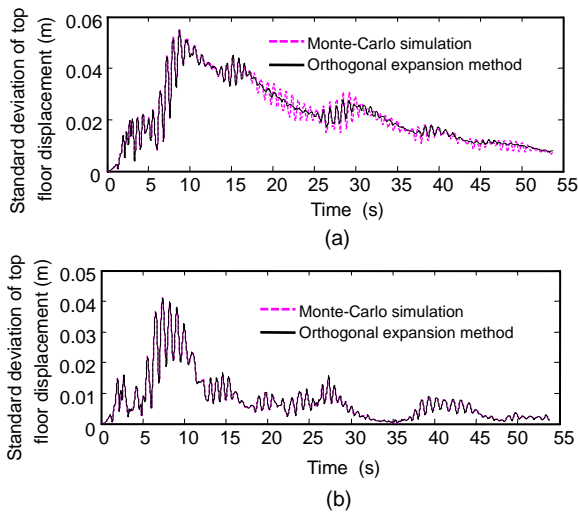 Standard deviation of top
floor displacement (m)
0.06
0.04
0.02
0
Monte-Carlo simulation
Orthogonal expansion method
0 5 10 15 20 25 30 35 40 45 50 55
Time (s)
(a)
Standard deviation of top
floor displacement (m)
0.05
0.04
0.03
0.02
0.01
0
Monte-Carlo simulation
Orthogonal expansion method
0 5 10 15 20 25 30 35 40 45 50 55
Time (s)
(b)